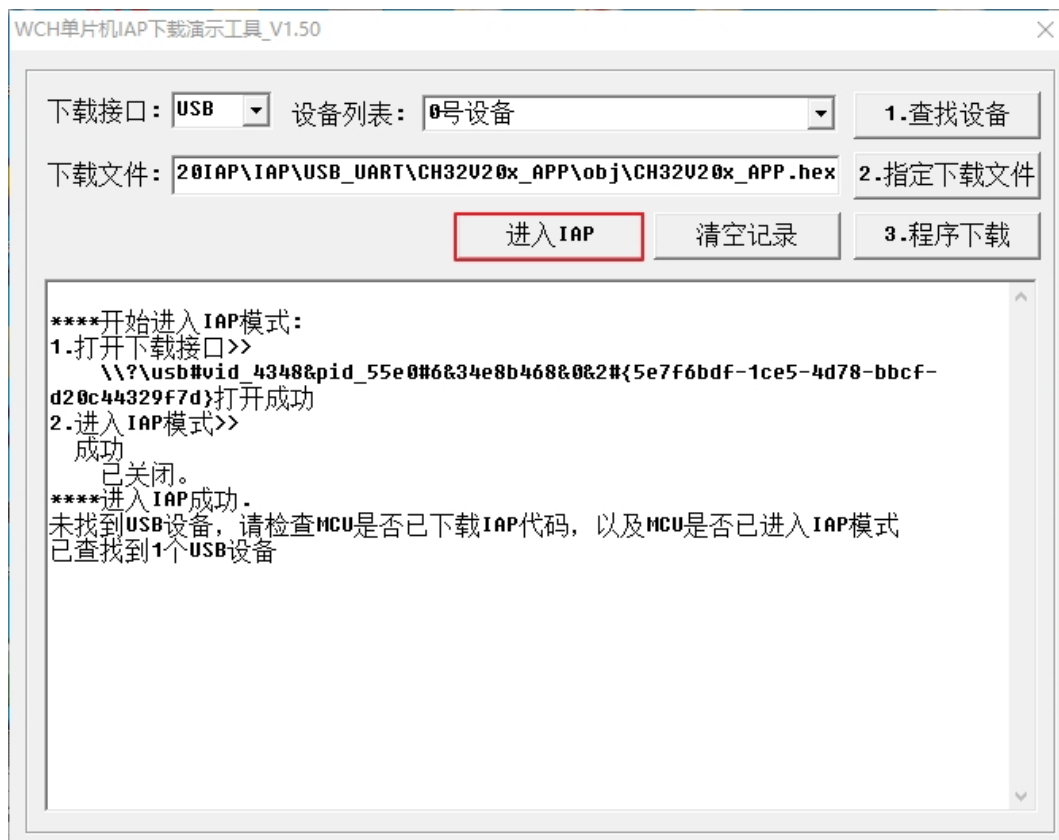 WCH单片机IAP下载演示工具_V1.50
下载接口: USB 设备列表: 0号设备 1.查找设备
下载文件: 20IAP\IAP\USB_UART\CH32V20x_APP\obj\CH32V20x_APP.hex 2.指定下载文件
进入IAP 清空记录 3.程序下载
****开始进入IAP模式:
1.打开下载接口>>
\\?\usb#vid_4348&pid_55e0#6&34e8b468&0&2#{5e7f6bdf-1ce5-4d78-bbcf-
d20c44329f7d}打开成功
2.进入IAP模式>>
成功
已关闭。
****进入IAP成功.
未找到USB设备，请检查MCU是否已下载IAP代码，以及MCU是否已进入IAP模式
已查找到1个USB设备